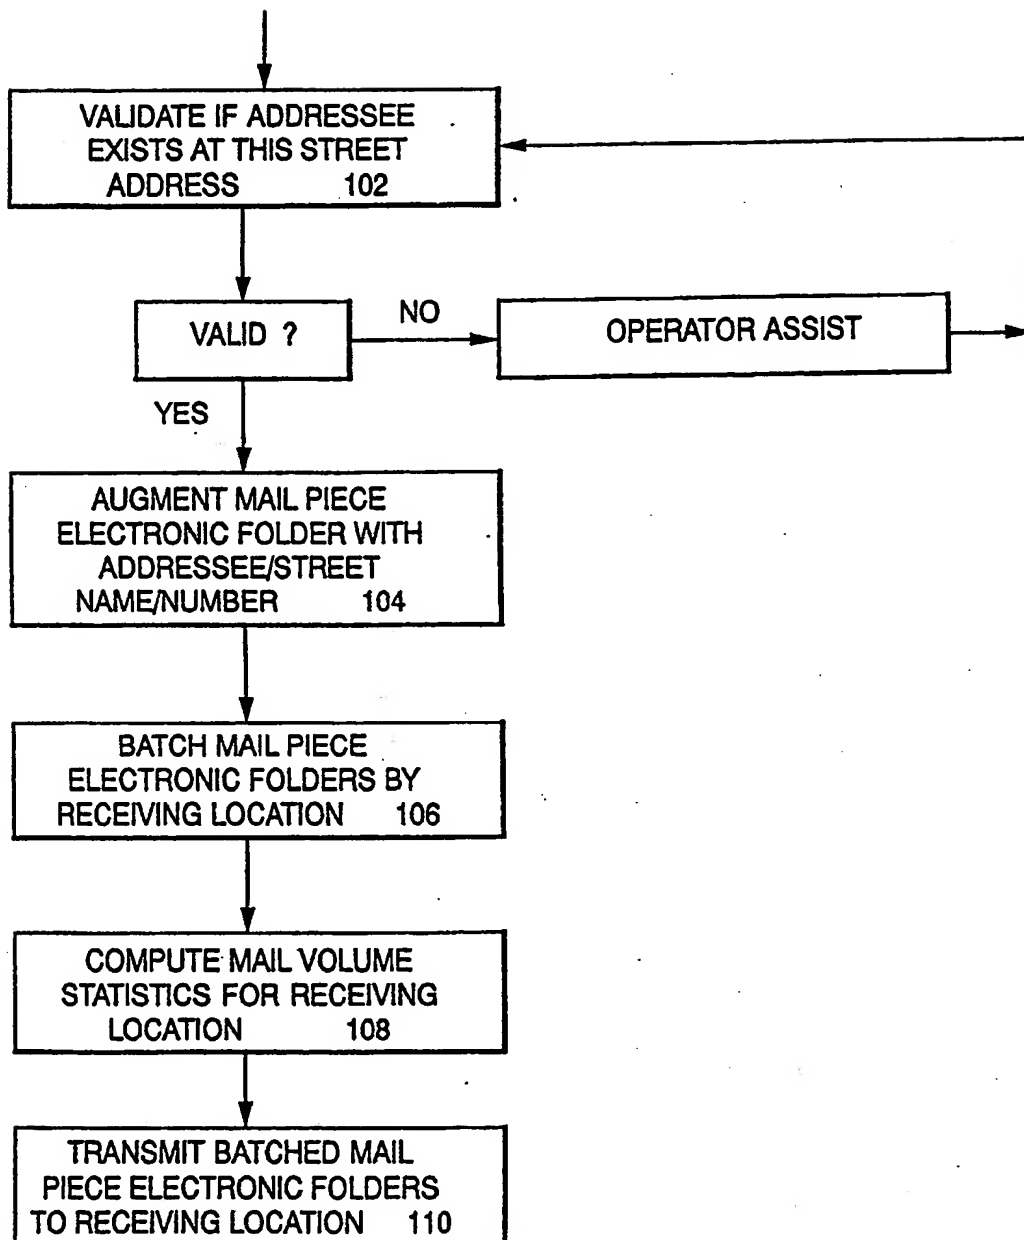 VALIDATE IF ADDRESSEE
EXISTS AT THIS STREET
ADDRESS 102
VALID ?
NO
OPERATOR ASSIST
YES
AUGMENT MAIL PIECE
ELECTRONIC FOLDER WITH
ADDRESSEE/STREET
NAME/NUMBER 104
BATCH MAIL PIECE
ELECTRONIC FOLDERS BY
RECEIVING LOCATION 106
COMPUTE MAIL VOLUME
STATISTICS FOR RECEIVING
LOCATION 108
TRANSMIT BATCHED MAIL
PIECE ELECTRONIC FOLDERS
TO RECEIVING LOCATION 110